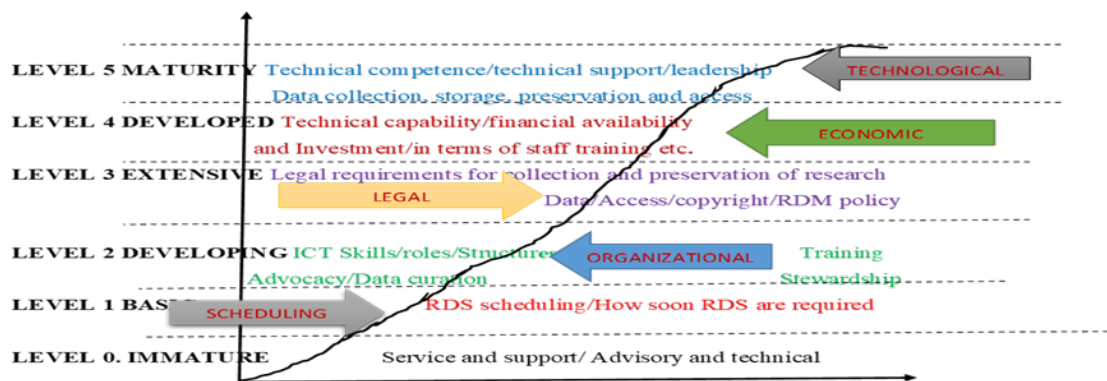 LEVEL 5 MATURITY Technical competence/technical support/leadership
TECHNOLOGICAL
Data collection, storage, preservation and access
LEVEL 4 DEVELOPED Technical capability/financial availability
ECONOMIC
and Investment/in terms of staff training etc.
LEVEL 3 EXTENSIVE Legal requirements for collection and preservation of research
LEGAL
Data/Access/copyright/RDM policy
LEVEL 2 DEVELOPING ICT Skills/roles/Structures
ORGANIZATIONAL
Training
Advocacy/Data curation
Stewardship
LEVEL 1 BASIC
RDS scheduling/How soon RDS are required
SCHEDULING
LEVEL 0. IMMATURE Service and support/ Advisory and technical